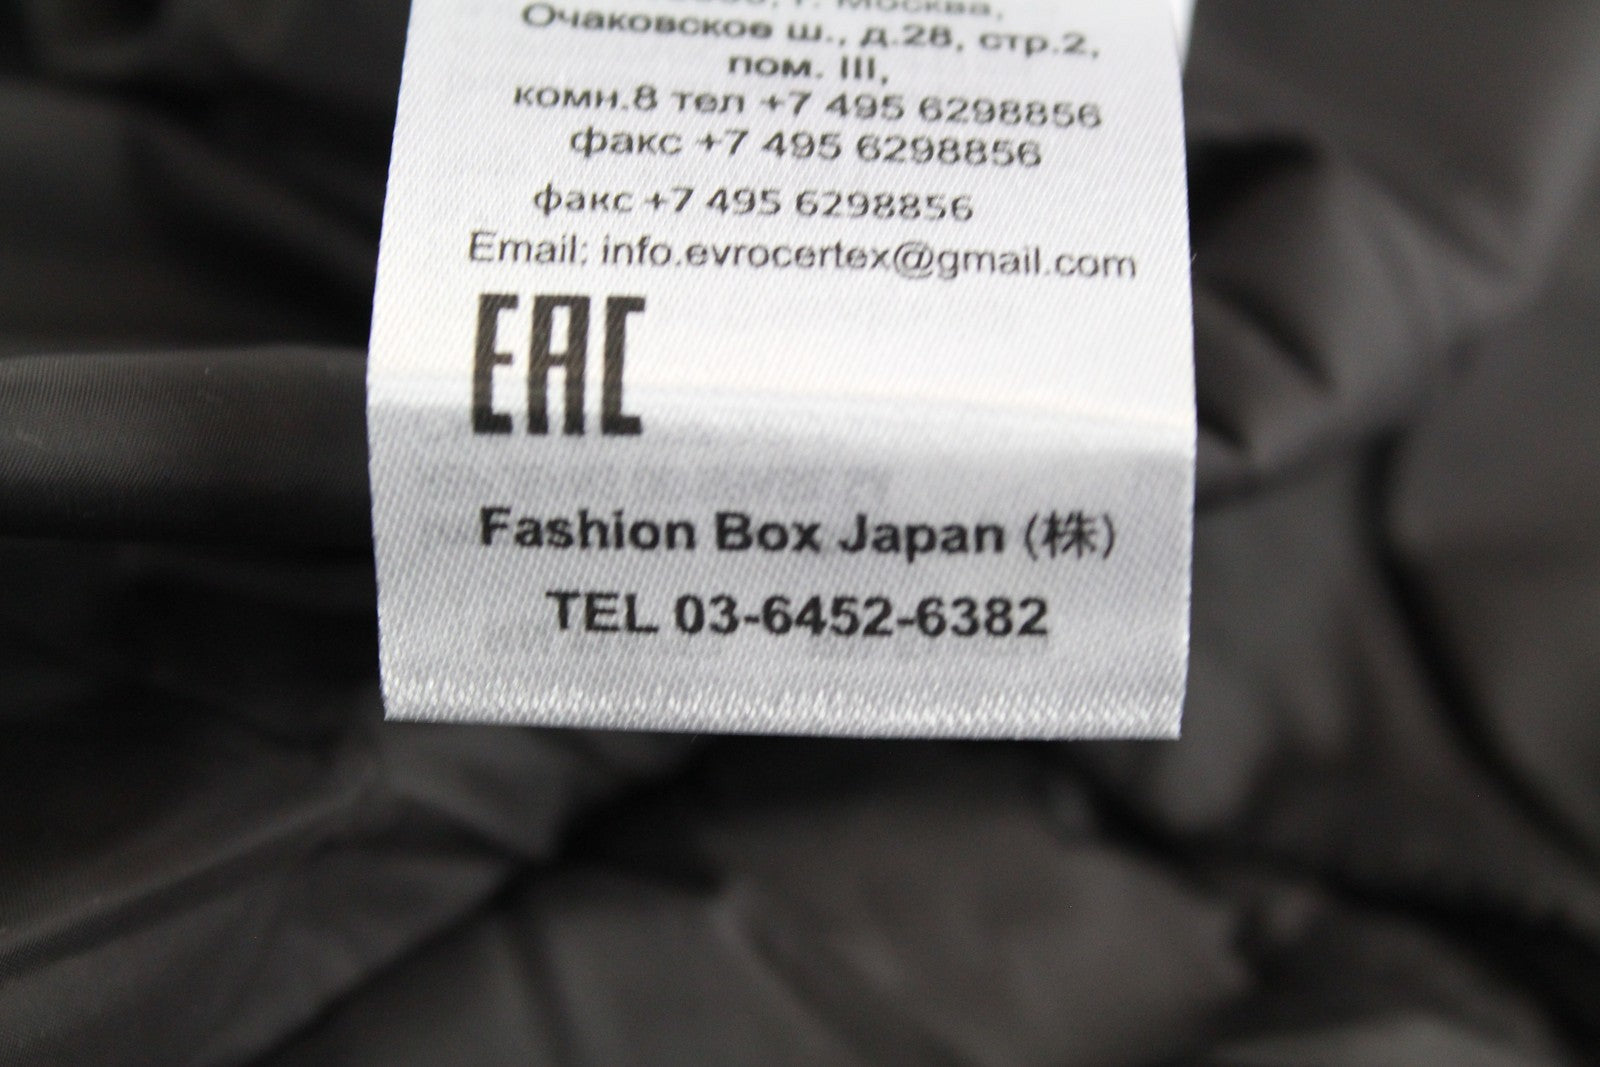 г. Москва,
Очаковское ш., д.28, стр.2,
пом. III,
комн.8 тел +7 495 6298856
факс +7 495 6298856
факс +7 495 6298856
Email: info.evrocertex@gmail.com
EAC
Fashion Box Japan (株)
TEL 03-6452-6382